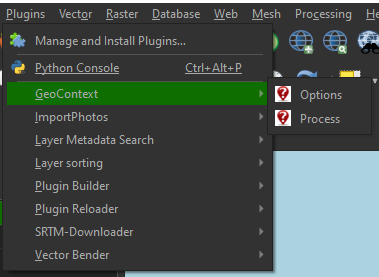 Plugins Vector Raster Database Web Mesh Processing He
Manage and Install Plugins...
Python Console Ctrl+Alt+P
GeoContext Options
ImportPhotos Process
Layer Metadata Search
Layer sorting
Plugin Builder
Plugin Reloader
SRTM-Downloader
Vector Bender